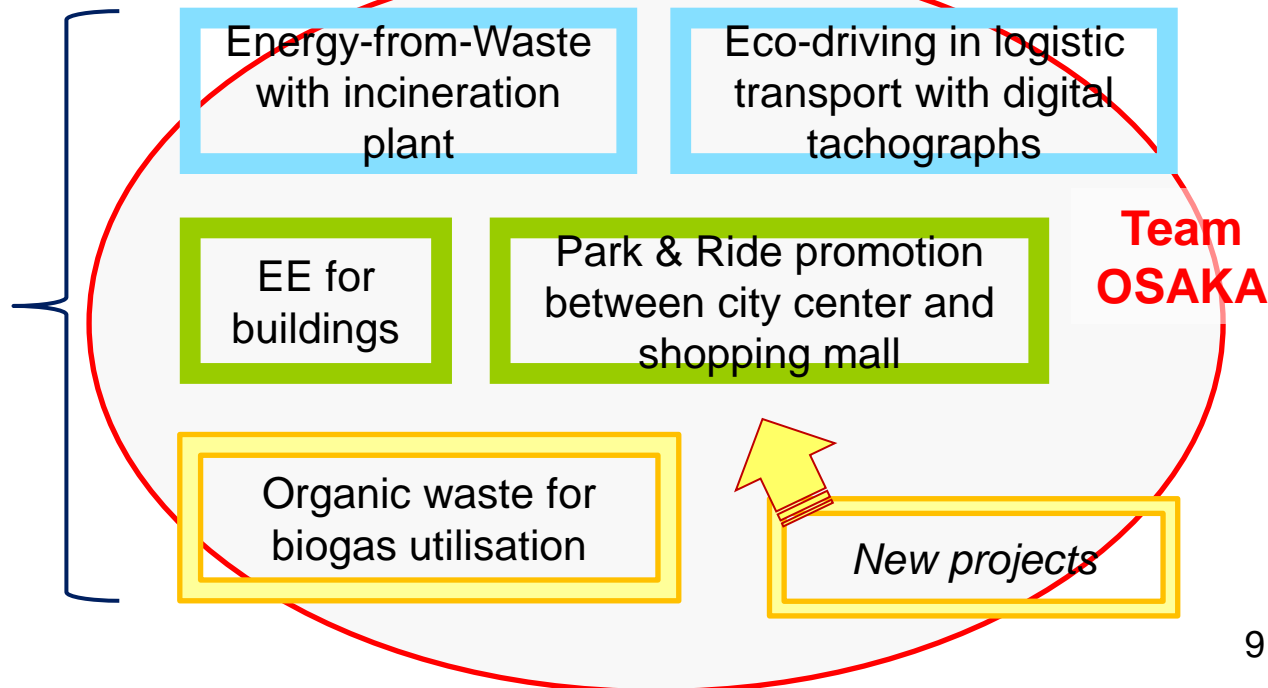 Energy-from-Waste
with incineration
plant
Eco-driving in logistic
transport with digital
tachographs
EE for
buildings
Park & Ride promotion
between city center and
shopping mall
Team
OSAKA
Organic waste for
biogas utilisation
New projects
9